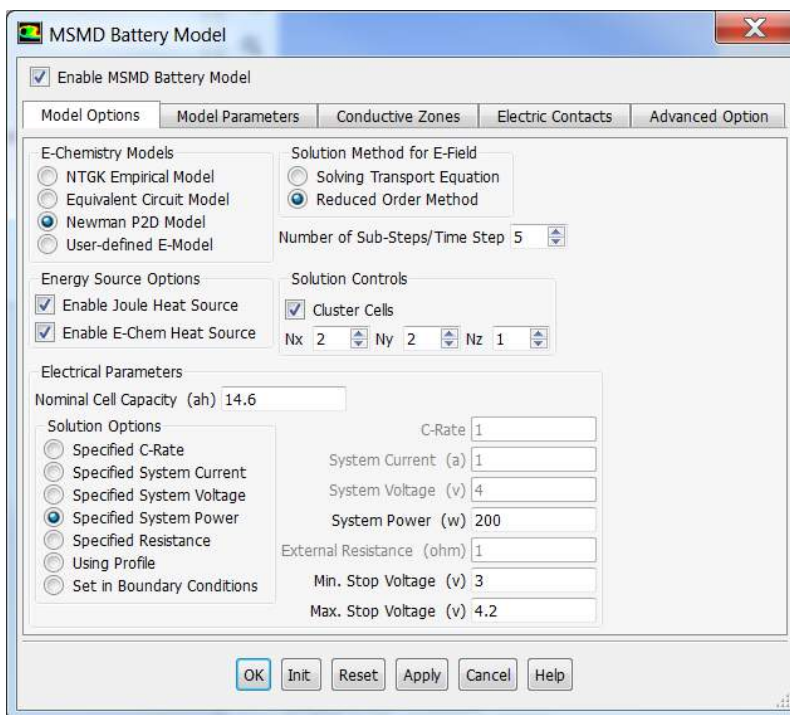 MSMD Battery Model
Enable MSMD Battery Model
Model Options Model Parameters Conductive Zones Electric Contacts Advanced Option
E-Chemistry Models
NTGK Empirical Model
Equivalent Circuit Model
Newman P2D Model
User-defined E-Model
Solution Method for E-Field
Solving Transport Equation
Reduced Order Method
Number of Sub-Steps/Time Step 5
Energy Source Options
Enable Joule Heat Source
Enable E-Chem Heat Source
Solution Controls
Cluster Cells
Nx 2 Ny 2 Nz 1
Electrical Parameters
Nominal Cell Capacity (ah) 14.6
Solution Options
Specified C-Rate
Specified System Current
Specified System Voltage
Specified System Power
Specified Resistance
Using Profile
Set in Boundary Conditions
C-Rate 1
System Current (a) 1
System Voltage (v) 4
System Power (w) 200
External Resistance (ohm) 1
Min. Stop Voltage (v) 3
Max. Stop Voltage (v) 4.2
OK Init Reset Apply Cancel Help